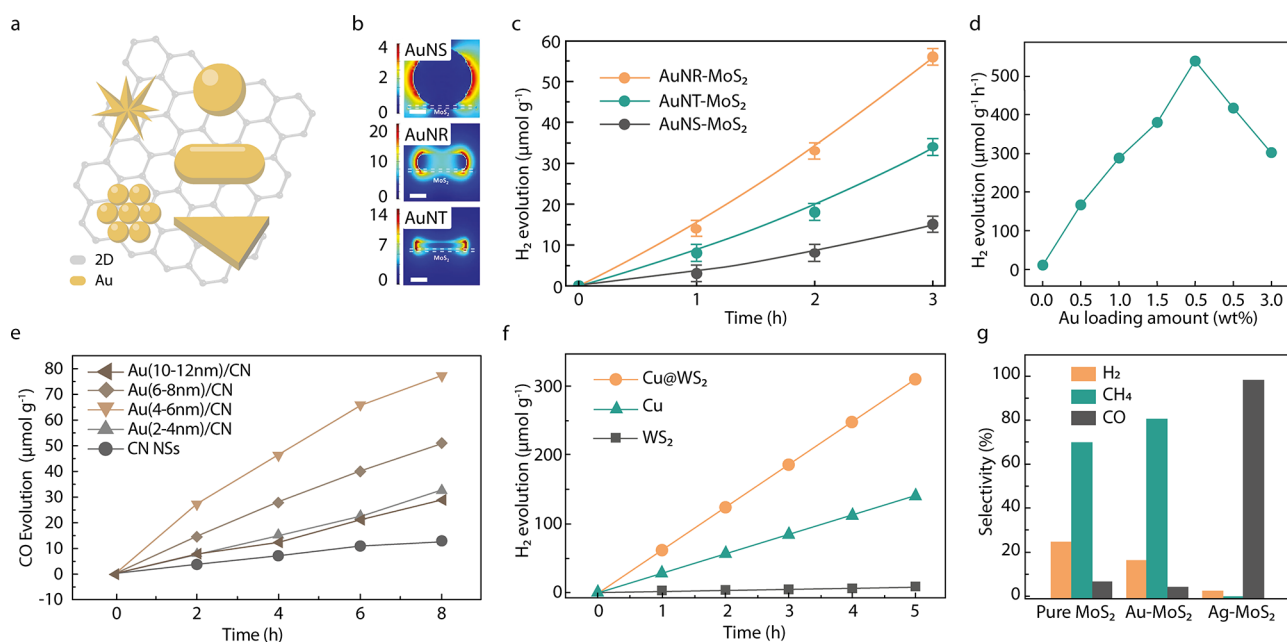 a
2D
Au
b
4
2
0
AuNS
MoS₂
20
10
0
AuNR
MoS₂
14
7
0
AuNT
MoS₂
c
H₂ evolution (μmol g⁻¹)
60
50
40
30
20
10
0
AuNR-MoS₂
AuNT-MoS₂
AuNS-MoS₂
0 1 2 3
Time (h)
d
H₂ evolution (μmol g⁻¹ h⁻¹)
500
400
300
200
100
0
0.0 0.5 1.0 1.5 0.5 0.5 3.0
Au loading amount (wt%)
e
CO Evolution (μmol g⁻¹)
80
70
60
50
40
30
20
10
0
-10
Au(10-12nm)/CN
Au(6-8nm)/CN
Au(4-6nm)/CN
Au(2-4nm)/CN
CN NSs
0 2 4 6 8
Time (h)
f
H₂ evolution (μmol g⁻¹)
300
200
100
0
Cu@WS₂
Cu
WS₂
0 1 2 3 4 5
Time (h)
g
Selectivity (%)
100
80
60
40
20
0
H₂
CH₄
CO
Pure MoS₂ Au-MoS₂ Ag-MoS₂